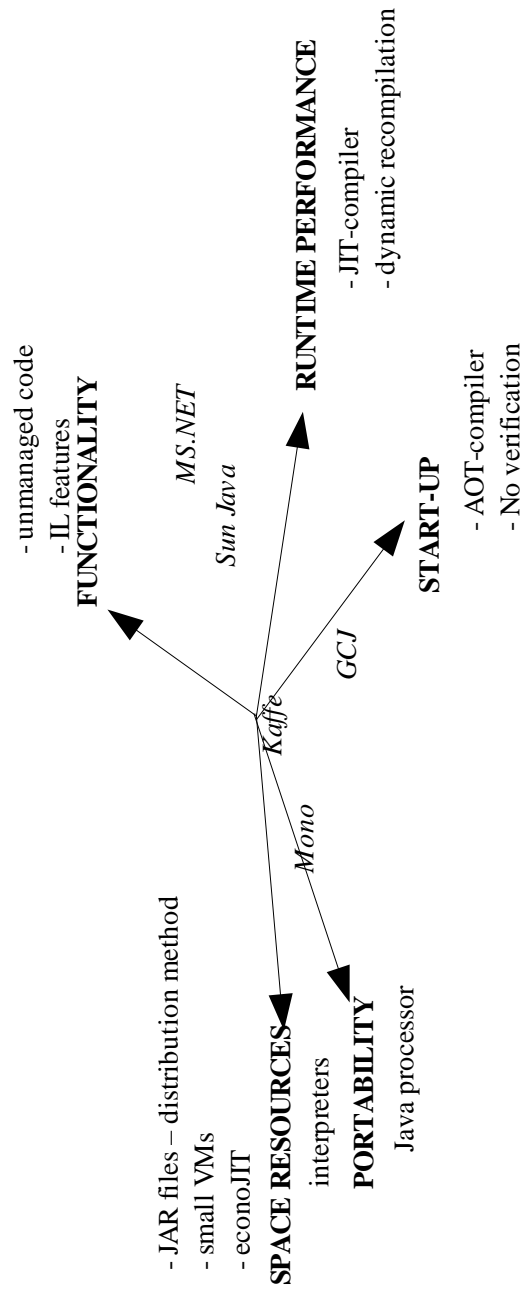 - unmanaged code
- IL features
FUNCTIONALITY
MS.NET
Sun Java
RUNTIME PERFORMANCE
- JIT-compiler
- dynamic recompilation
- JAR files – distribution method
- small VMs
- econoJIT
SPACE RESOURCES
interpreters
PORTABILITY
Java processor
Kaffe
Mono
GCJ
START-UP
- AOT-compiler
- No verification